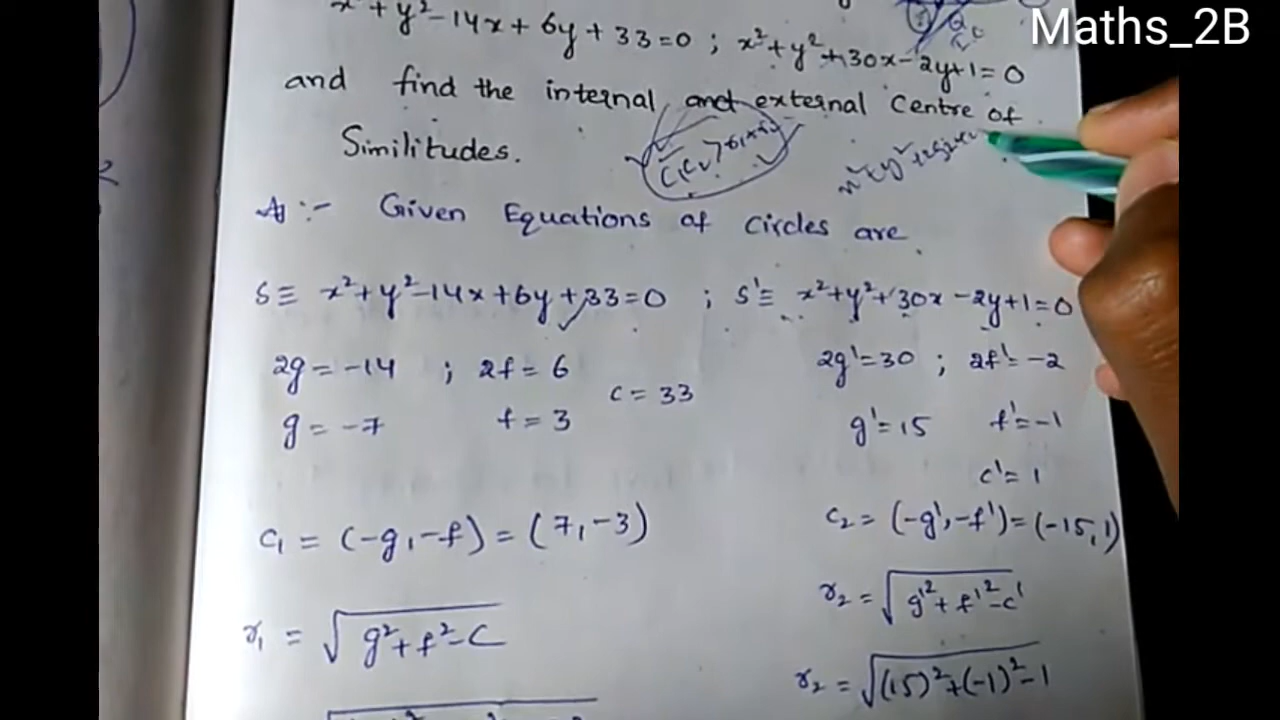 Maths_2B
x²+y²-14x+6y+33=0 ; x²+y²+30x-2y+1=0
and find the internal and external Centre of
Similitudes.
C₁C₂>r₁+r₂
A :- Given Equations of circles are.
S≡ x²+y²-14x+6y+33=0 ; S'≡ x²+y²+30x-2y+1=0
2g=-14 ; 2f=6 2g'=30 ; 2f'=-2
c=33
g=-7 f=3 g'=15 f'=-1
c'=1
C₁=(-g,-f)=(7,-3) C₂=(-g',-f')=(-15,1)
r₁=√g²+f²-C r₂=√g'²+f'²-c'
r₂=√(15)²+(-1)²-1